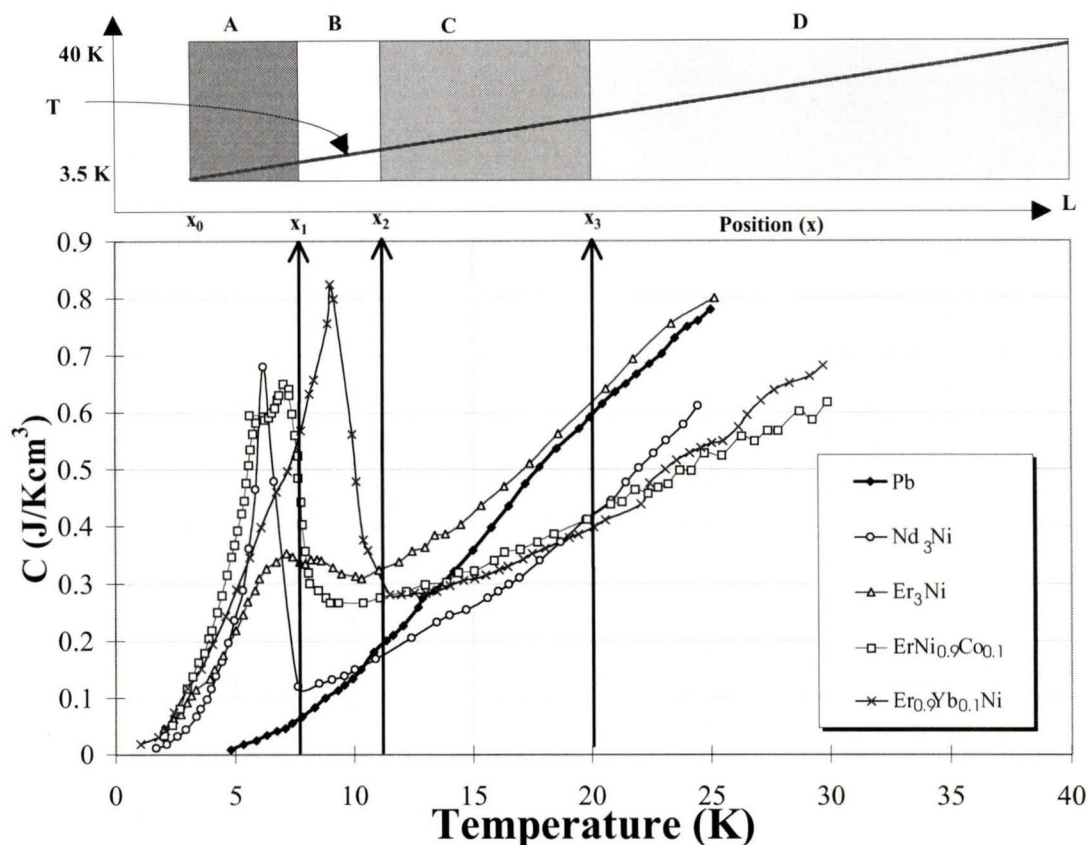 A B C D
40 K
T
3.5 K
L
x0 x1 x2 x3 Position (x)
0.9
0.8
0.7
0.6
0.5
0.4
0.3
0.2
0.1
0
C (J/Kcm³)
Pb
Nd3Ni
Er3Ni
ErNi0.9Co0.1
Er0.9Yb0.1Ni
0 5 10 15 20 25 30 35 40
Temperature (K)